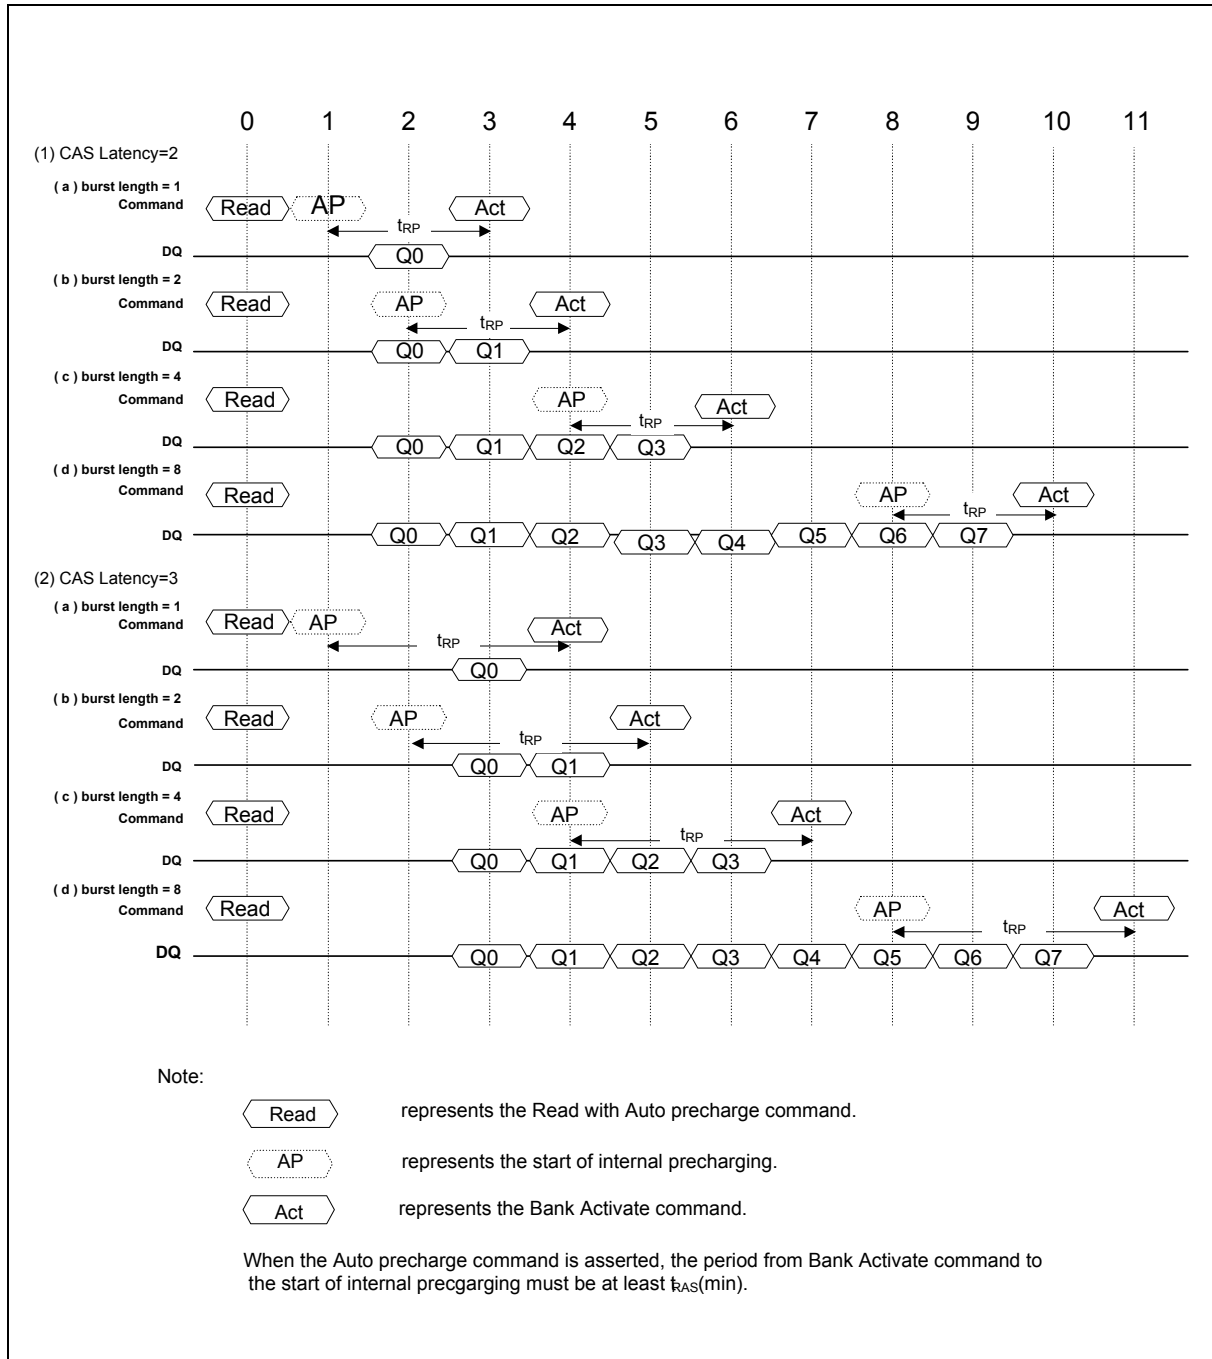 0 1 2 3 4 5 6 7 8 9 10 11
(1) CAS Latency=2
( a ) burst length = 1
Command Read AP Act
tRP
DQ Q0
( b ) burst length = 2
Command Read AP Act
tRP
DQ Q0 Q1
( c ) burst length = 4
Command Read AP Act
tRP
DQ Q0 Q1 Q2 Q3
( d ) burst length = 8
Command Read AP Act
tRP
DQ Q0 Q1 Q2 Q3 Q4 Q5 Q6 Q7
(2) CAS Latency=3
( a ) burst length = 1
Command Read AP Act
tRP
DQ Q0
( b ) burst length = 2
Command Read AP Act
tRP
DQ Q0 Q1
( c ) burst length = 4
Command Read AP Act
tRP
DQ Q0 Q1 Q2 Q3
( d ) burst length = 8
Command Read AP Act
tRP
DQ Q0 Q1 Q2 Q3 Q4 Q5 Q6 Q7
Note:
Read represents the Read with Auto precharge command.
AP represents the start of internal precharging.
Act represents the Bank Activate command.
When the Auto precharge command is asserted, the period from Bank Activate command to
the start of internal precgarging must be at least tRAS(min).